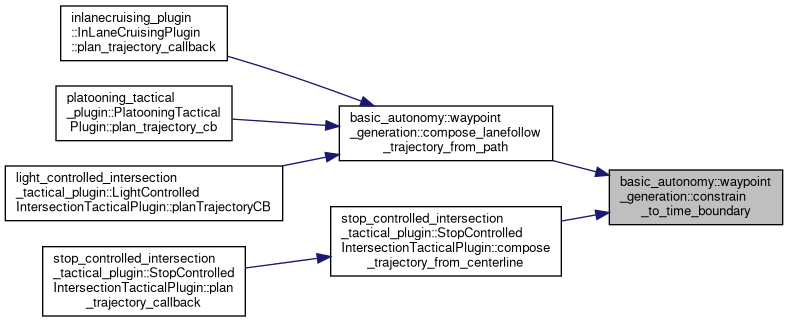 inlanecruising_plugin
::InLaneCruisingPlugin
::plan_trajectory_callback
platooning_tactical
_plugin::PlatooningTactical
Plugin::plan_trajectory_cb
light_controlled_intersection
_tactical_plugin::LightControlled
IntersectionTacticalPlugin::planTrajectoryCB
stop_controlled_intersection
_tactical_plugin::StopControlled
IntersectionTacticalPlugin::plan
_trajectory_callback
basic_autonomy::waypoint
_generation::compose_lanefollow
_trajectory_from_path
stop_controlled_intersection
_tactical_plugin::StopControlled
IntersectionTacticalPlugin::compose
_trajectory_from_centerline
basic_autonomy::waypoint
_generation::constrain
_to_time_boundary